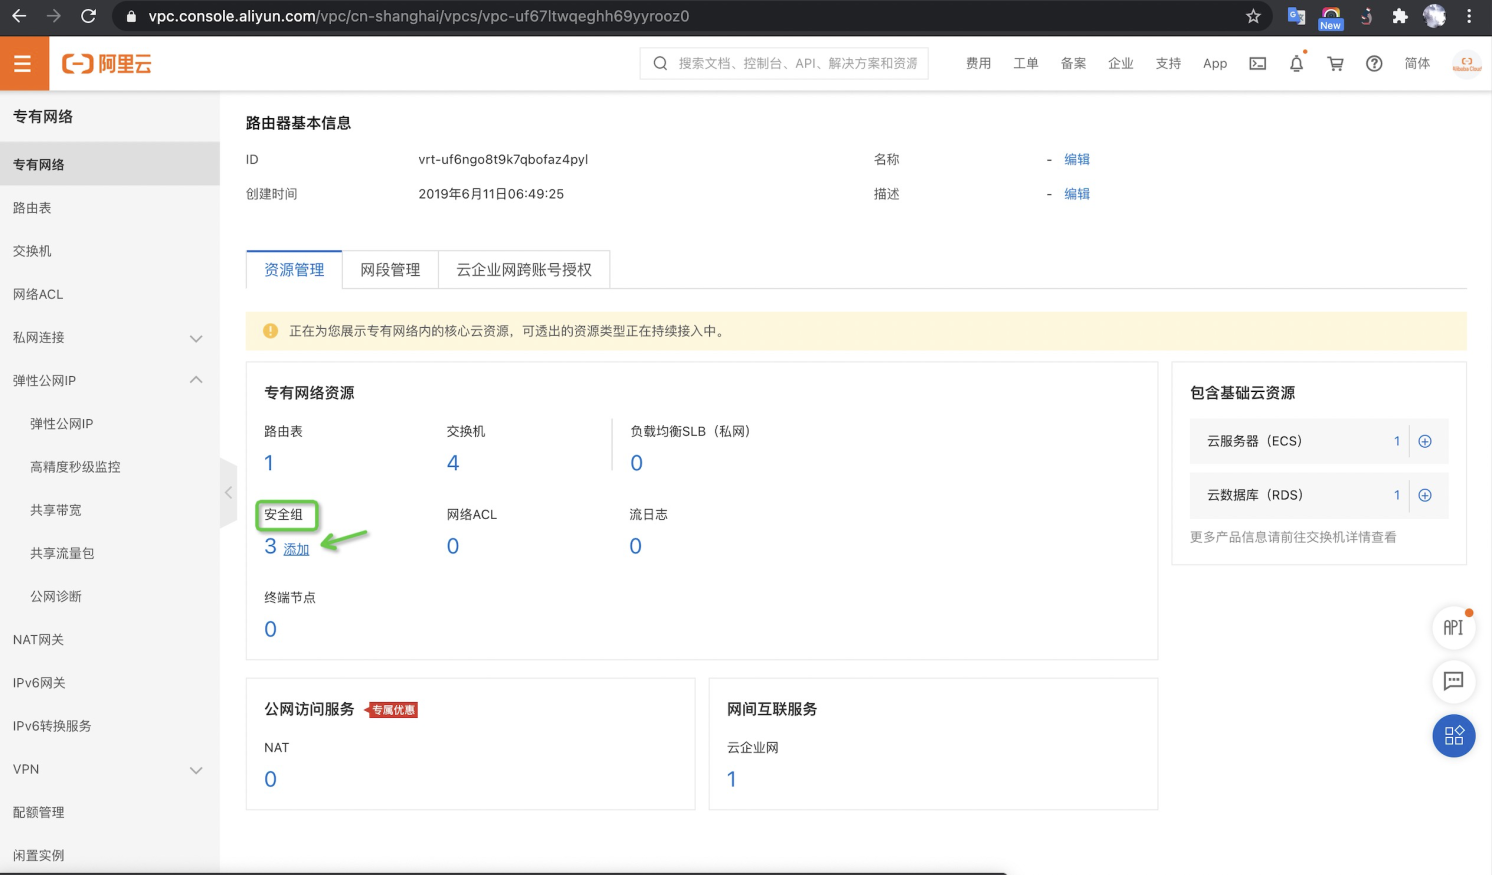 vpc.console.aliyun.com/vpc/cn-shanghai/vpcs/vpc-uf67ltwqeghh69yyrooz0
New
阿里云
搜索文档、控制台、API、解决方案和资源
费用 工单 备案 企业 支持 App 简体
专有网络
专有网络
路由表
交换机
网络ACL
私网连接
弹性公网IP
弹性公网IP
高精度秒级监控
共享带宽
共享流量包
公网诊断
NAT网关
IPv6网关
IPv6转换服务
VPN
配额管理
闲置实例
路由器基本信息
ID vrt-uf6ngo8t9k7qbofaz4pyl 名称 - 编辑
创建时间 2019年6月11日06:49:25 描述 - 编辑
资源管理 网段管理 云企业网跨账号授权
正在为您展示专有网络内的核心云资源，可透出的资源类型正在持续接入中。
专有网络资源
路由表 交换机 负载均衡SLB（私网）
1 4 0
安全组 网络ACL 流日志
3 添加 0 0
终端节点
0
包含基础云资源
云服务器（ECS） 1
云数据库（RDS） 1
更多产品信息请前往交换机详情查看
公网访问服务 专属优惠
NAT
0
网间互联服务
云企业网
1
API